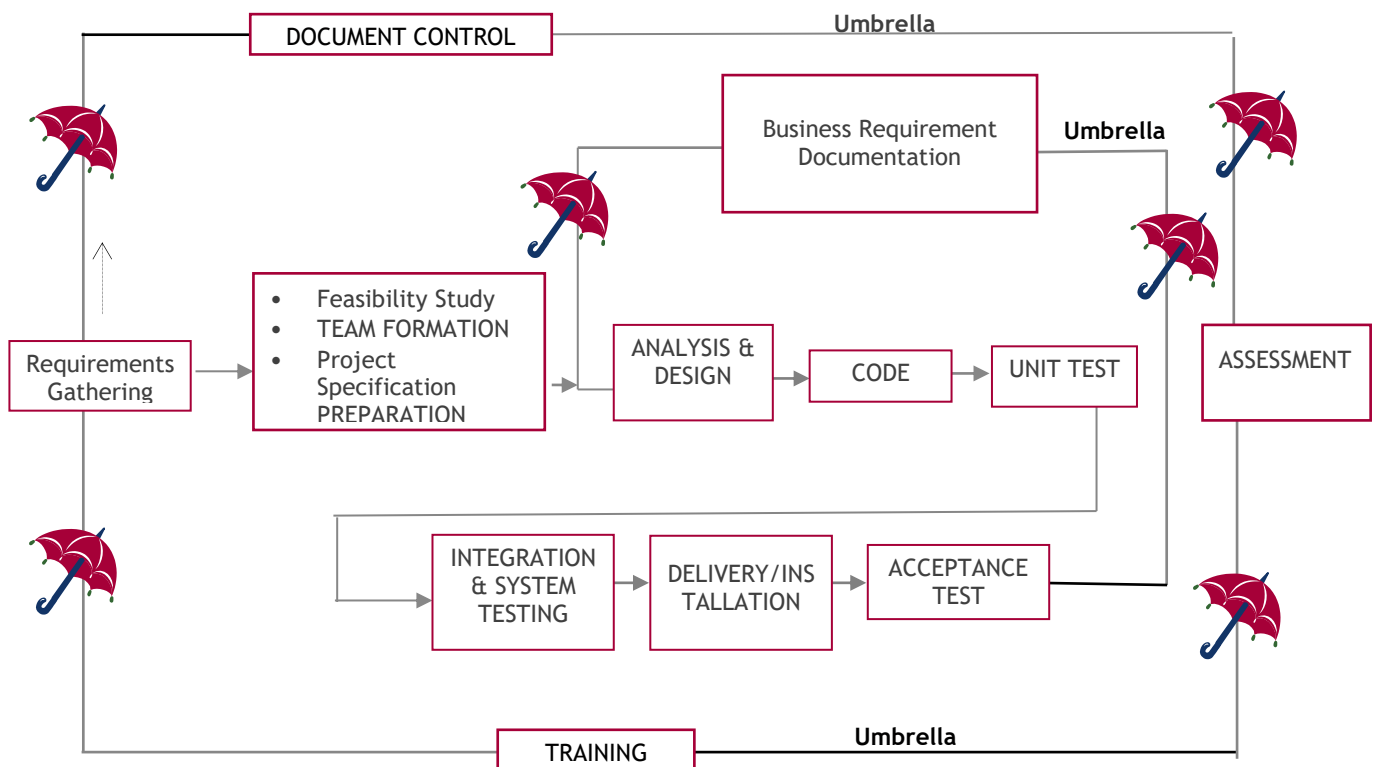 DOCUMENT CONTROL
Umbrella
Business Requirement
Documentation
Umbrella
• Feasibility Study
• TEAM FORMATION
• Project
Specification
PREPARATION
Requirements
Gathering
ANALYSIS &
DESIGN
CODE
UNIT TEST
ASSESSMENT
INTEGRATION
& SYSTEM
TESTING
DELIVERY/INS
TALLATION
ACCEPTANCE
TEST
TRAINING
Umbrella